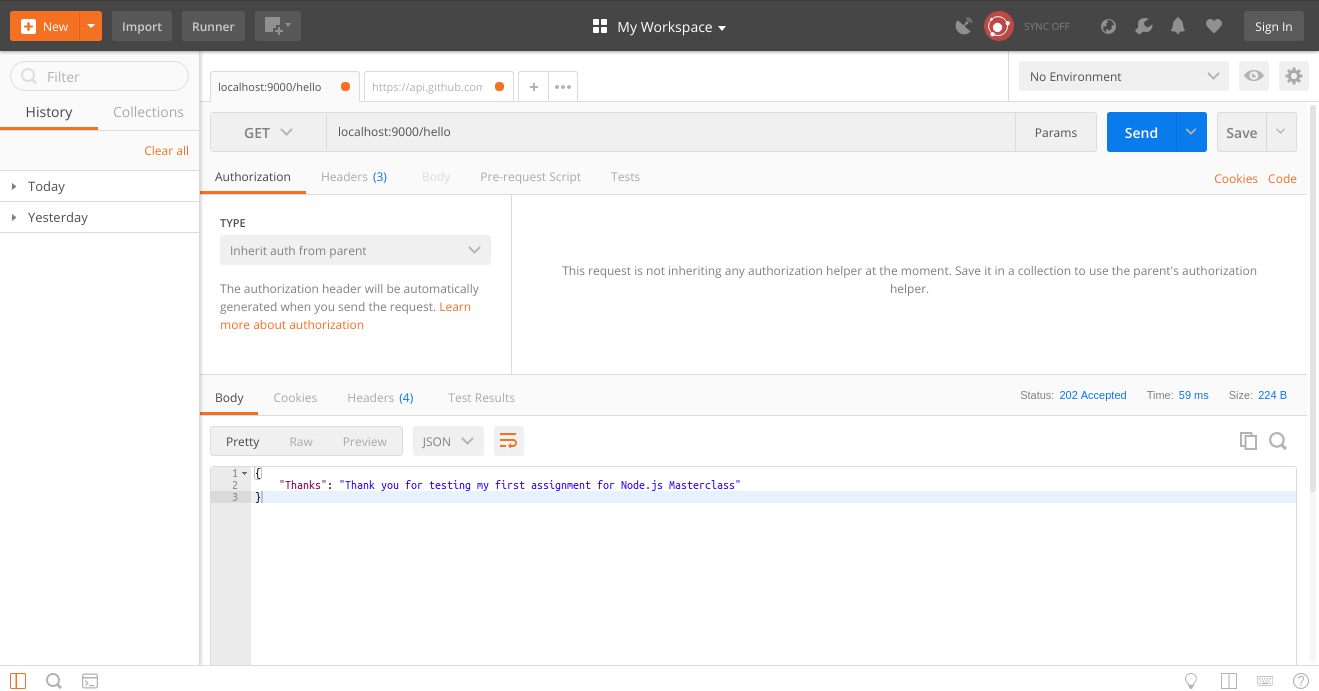 New
Import
Runner
My Workspace
SYNC OFF
Sign In
Filter
History
Collections
Clear all
Today
Yesterday
localhost:9000/hello
https://api.github.com
+
No Environment
GET
localhost:9000/hello
Params
Send
Save
Authorization
Headers (3)
Body
Pre-request Script
Tests
Cookies
Code
TYPE
Inherit auth from parent
The authorization header will be automatically
generated when you send the request. Learn
more about authorization
This request is not inheriting any authorization helper at the moment. Save it in a collection to use the parent's authorization
helper.
Body
Cookies
Headers (4)
Test Results
Status: 202 Accepted
Time: 59 ms
Size: 224 B
Pretty
Raw
Preview
JSON
1 {
2 "Thanks": "Thank you for testing my first assignment for Node.js Masterclass"
3 }